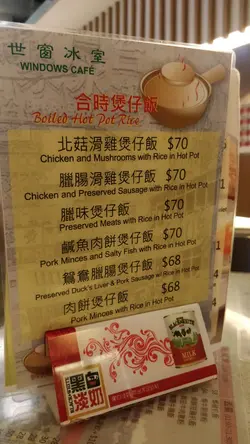 世窗冰室
WINDOWS CAFÉ
合時煲仔飯
Boiled Hot Pot Rice
北菇滑雞煲仔飯 $70
Chicken and Mushrooms with Rice in Hot Pot
臘腸滑雞煲仔飯 $70
Chicken and Preserved Sausage with Rice in Hot Pot
臘味煲仔飯 $70
Preserved Meats with Rice in Hot Pot
鹹魚肉餅煲仔飯 $70
Pork Minces and Salty Fish with Rice in Hot Pot
鴛鴦臘腸煲仔飯 $68
Preserved Duck's Liver & Pork Sausage with Rice in Hot Pot
肉餅煲仔飯 $68
Pork Minces with Rice in Hot Pot
BLACK&WHITE
MILK
黑白
淡奶